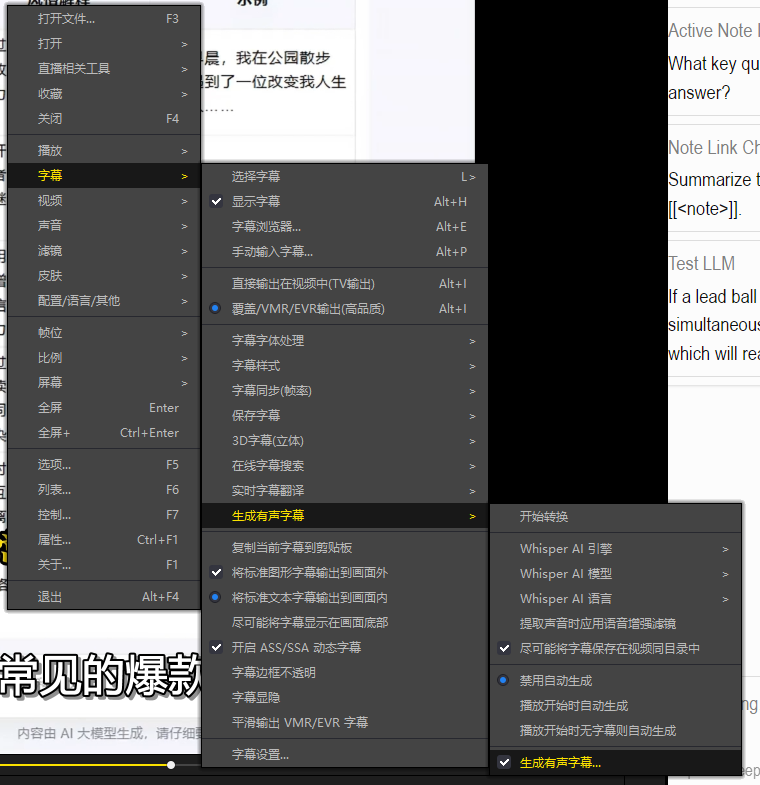 示例
晨，我在公园散步
遇到了一位改变我人生
……
打开文件... F3
打开 >
直播相关工具 >
收藏 >
关闭 F4
播放 >
字幕 >
视频 >
声音 >
滤镜 >
皮肤 >
配置/语言/其他 >
帧位 >
比例 >
屏幕 >
全屏 Enter
全屏+ Ctrl+Enter
选项... F5
列表... F6
控制... F7
属性... Ctrl+F1
关于... F1
退出 Alt+F4
选择字幕 L >
显示字幕 Alt+H
字幕浏览器... Alt+E
手动输入字幕... Alt+P
直接输出在视频中(TV输出) Alt+I
覆盖/VMR/EVR输出(高品质) Alt+I
字幕字体处理 >
字幕样式 >
字幕同步(帧率) >
保存字幕 >
3D字幕(立体) >
在线字幕搜索 >
实时字幕翻译 >
生成有声字幕 >
复制当前字幕到剪贴板
将标准图形字幕输出到画面外
将标准文本字幕输出到画面内
尽可能将字幕显示在画面底部
开启 ASS/SSA 动态字幕
字幕边框不透明
字幕显隐
平滑输出 VMR/EVR 字幕
字幕设置...
开始转换
Whisper AI 引擎 >
Whisper AI 模型 >
Whisper AI 语言 >
提取声音时应用语音增强滤镜
尽可能将字幕保存在视频同目录中
禁用自动生成
播放开始时自动生成
播放开始时无字幕则自动生成
生成有声字幕...
常见的爆款
内容由 AI 大模型生成，请仔细
Active Note
What key qu
answer?
Note Link Ch
Summarize t
[[<note>]].
Test LLM
If a lead ball
simultaneous
which will rea
ng
eep